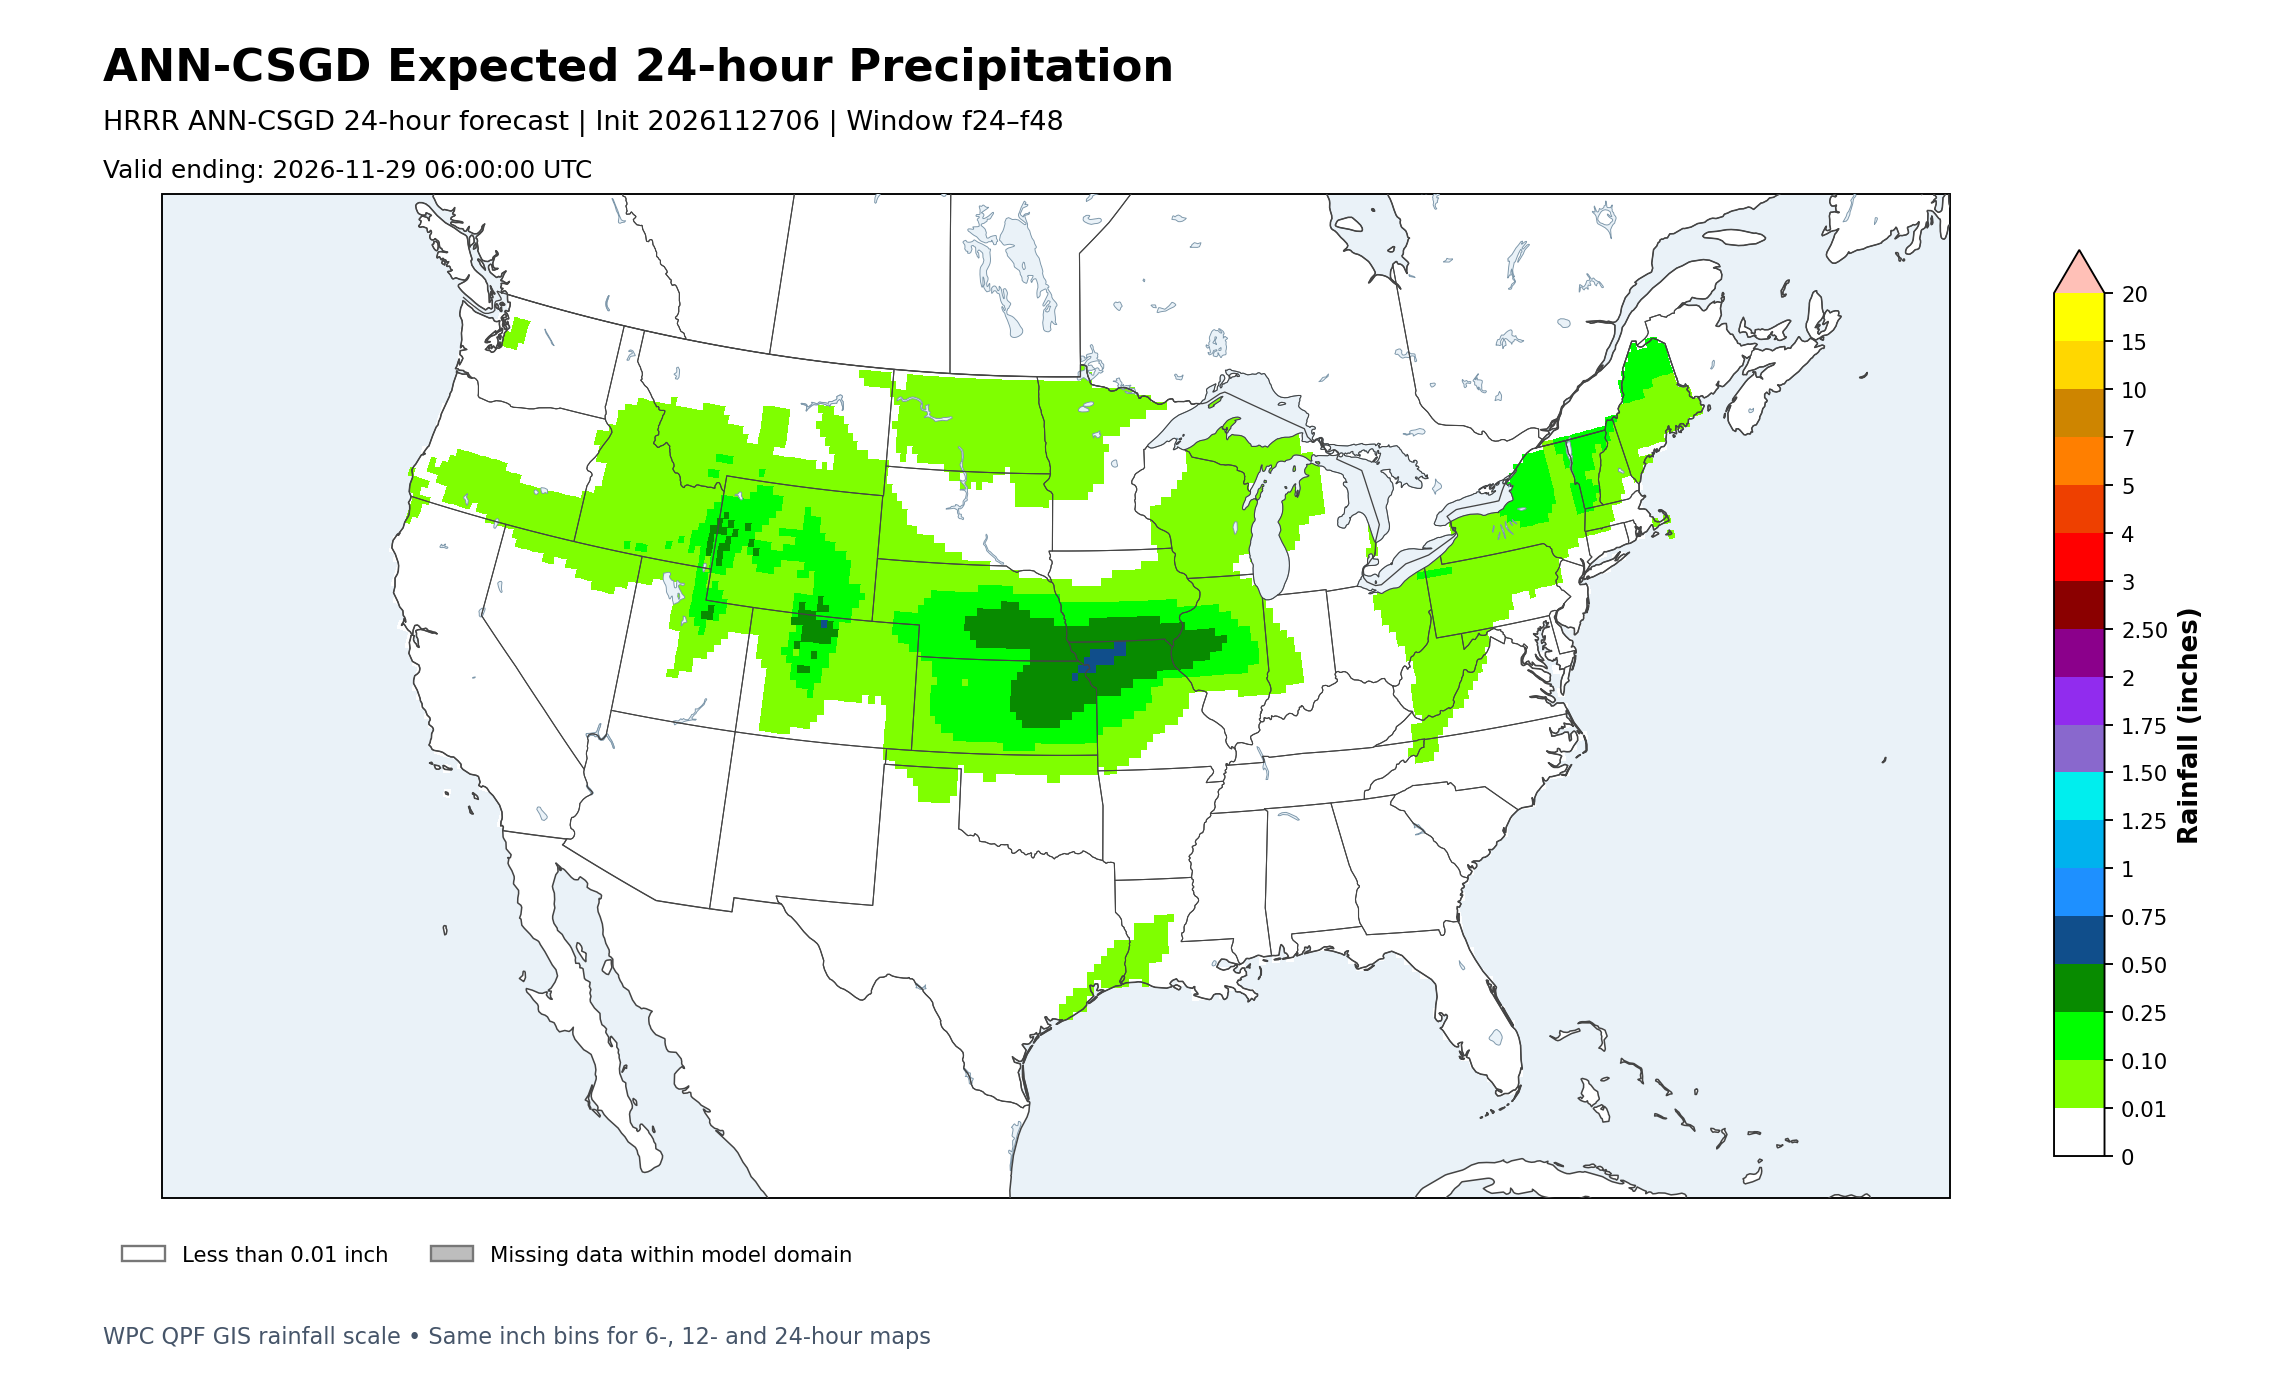 ANN-CSGD Expected 24-hour Precipitation
HRRR ANN-CSGD 24-hour forecast | Init 2026112706 | Window f24–f48
Valid ending: 2026-11-29 06:00:00 UTC
20
15
10
7
5
4
3
2.50
2
1.75
1.50
1.25
1
0.75
0.50
0.25
0.10
0.01
0
Rainfall (inches)
Less than 0.01 inch
Missing data within model domain
WPC QPF GIS rainfall scale • Same inch bins for 6-, 12- and 24-hour maps